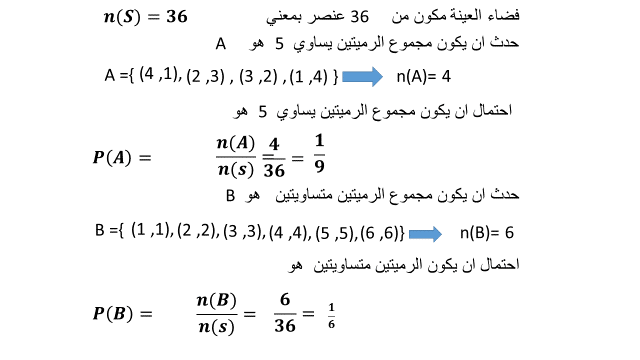 فضاء العينة مكون من 36 عنصر بمعني n(S) = 36
حدث ان يكون مجموع الرميتين يساوي 5 هو A
A ={ (4 ,1), (2 ,3) , (3 ,2) , (1 ,4) } n(A)= 4
احتمال ان يكون مجموع الرميتين يساوي 5 هو
P(A) = n(A)/n(s) = 4/36 = 1/9
حدث ان يكون مجموع الرميتين متساويتين هو B
B ={ (1 ,1), (2 ,2), (3 ,3), (4 ,4), (5 ,5), (6 ,6)} n(B)= 6
احتمال ان يكون الرميتين متساويتين هو
P(B) = n(B)/n(s) = 6/36 = 1/6